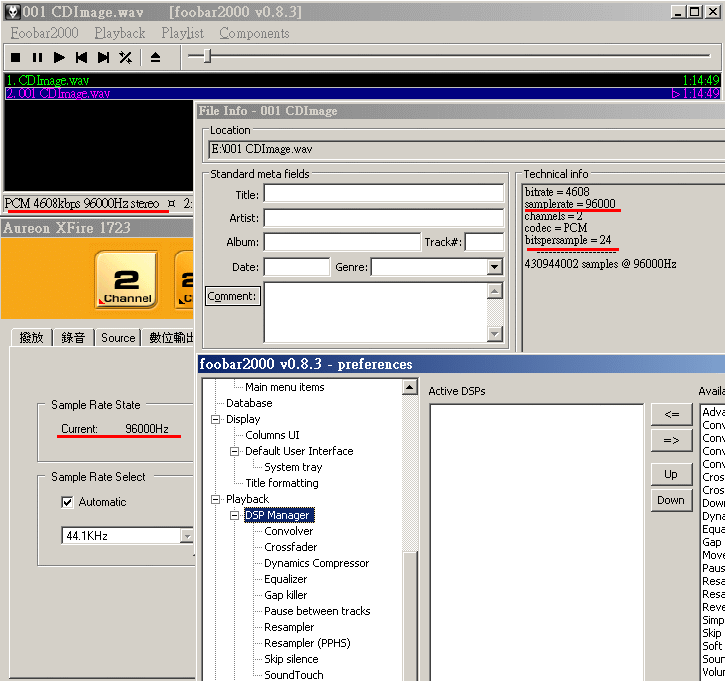 001 CDImage.wav [foobar2000 v0.8.3]
Foobar2000 Playback Playlist Components
1. CDImage.wav 1:14:49
2. 001 CDImage.wav 1:14:49
PCM 4608kbps 96000Hz stereo ¤ 2:
File Info - 001 CDImage
Location
E:\001 CDImage.wav
Standard meta fields
Title:
Artist:
Album: Track#:
Date: Genre:
Comment:
Technical info
bitrate = 4608
samplerate = 96000
channels = 2
codec = PCM
bitspersample = 24
--------------------
430944002 samples @ 96000Hz
Aureon XFire 1723
2
Channel
播放 錄音 Source 數位輸出
Sample Rate State
Current: 96000Hz
Sample Rate Select
Automatic
44.1KHz
foobar2000 v0.8.3 - preferences
Main menu items
Database
Display
Columns UI
Default User Interface
System tray
Title formatting
Playback
DSP Manager
Convolver
Crossfader
Dynamics Compressor
Equalizer
Gap killer
Pause between tracks
Resampler
Resampler (PPHS)
Skip silence
SoundTouch
Active DSPs
<=
=>
Up
Down
Availa
Adva
Conv
Conv
Conv
Conv
Cros
Cros
Down
Dyna
Equa
Gap
Move
Paus
Resa
Resa
Reve
Simp
Skip
Soft
Soun
Volu